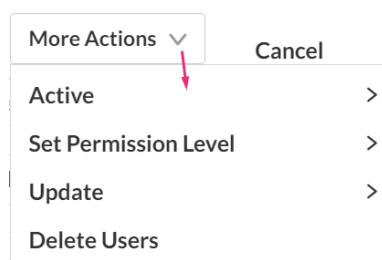 More Actions
Cancel
Active
Set Permission Level
Update
Delete Users